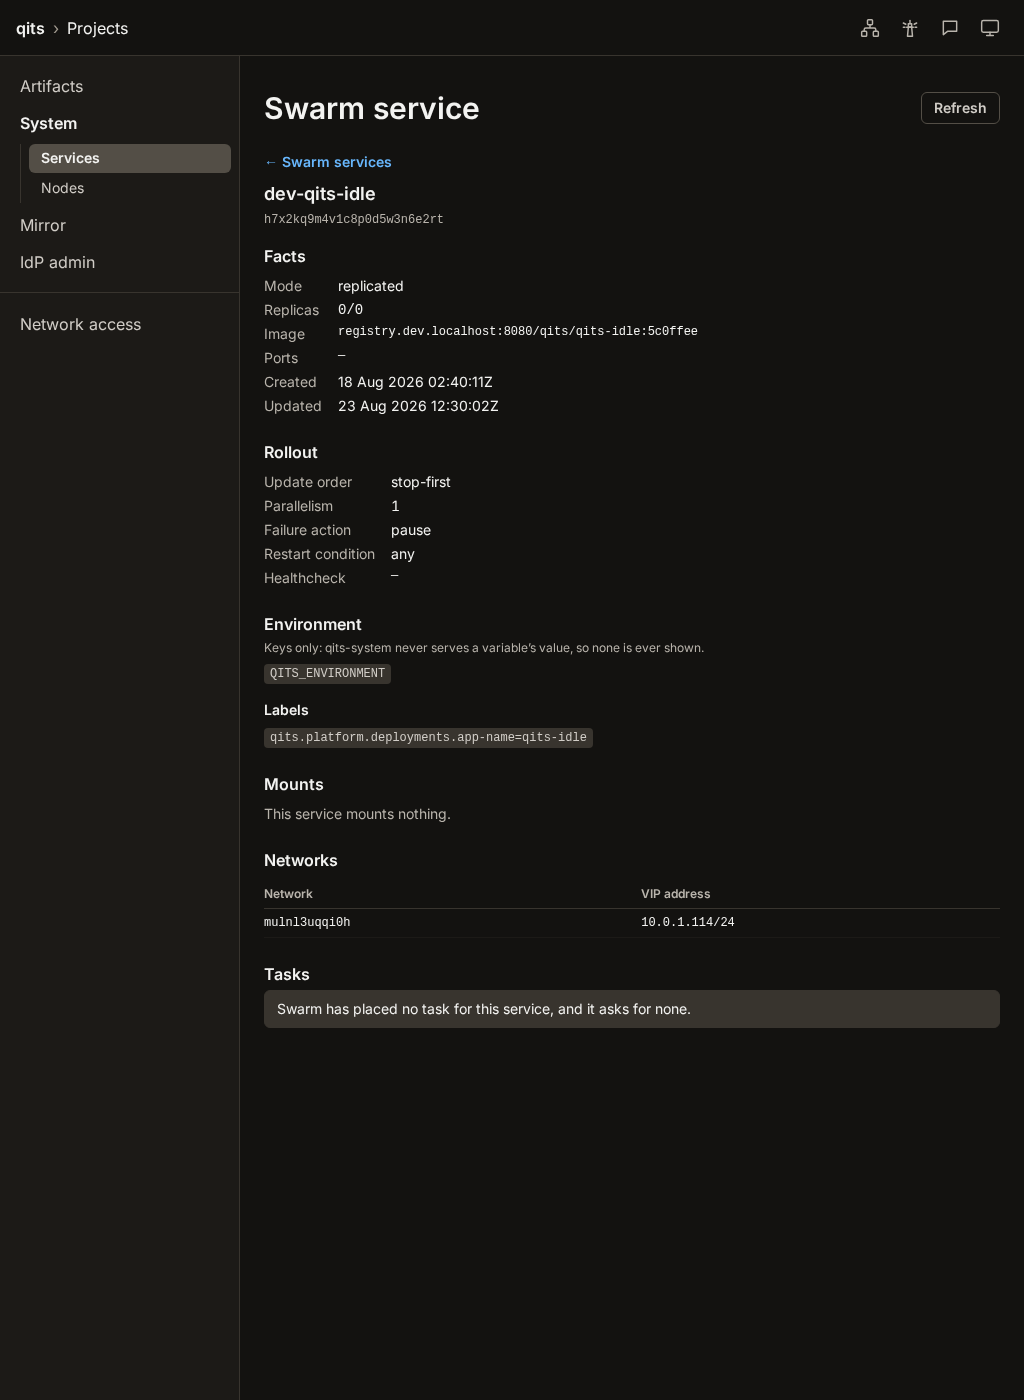 qits › Projects
Artifacts
System
Services
Nodes
Mirror
IdP admin
Network access
Swarm service
Refresh
← Swarm services
dev-qits-idle
h7x2kq9m4v1c8p0d5w3n6e2rt
Facts
Mode replicated
Replicas 0/0
Image registry.dev.localhost:8080/qits/qits-idle:5c0ffee
Ports —
Created 18 Aug 2026 02:40:11Z
Updated 23 Aug 2026 12:30:02Z
Rollout
Update order stop-first
Parallelism 1
Failure action pause
Restart condition any
Healthcheck —
Environment
Keys only: qits-system never serves a variable’s value, so none is ever shown.
QITS_ENVIRONMENT
Labels
qits.platform.deployments.app-name=qits-idle
Mounts
This service mounts nothing.
Networks
Network VIP address
mulnl3uqqi0h 10.0.1.114/24
Tasks
Swarm has placed no task for this service, and it asks for none.